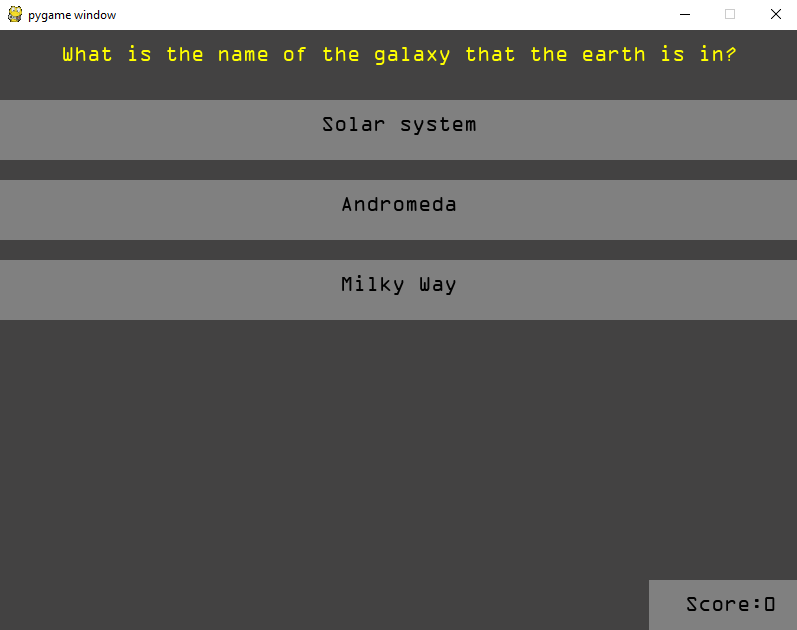 pygame window
What is the name of the galaxy that the earth is in?
Solar system
Andromeda
Milky Way
Score:0